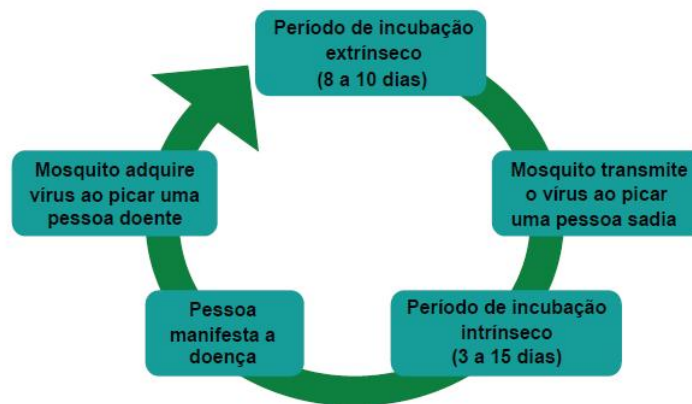 Período de incubação
extrínseco
(8 a 10 dias)
Mosquito transmite
o vírus ao picar
uma pessoa sadia
Período de incubação
intrínseco
(3 a 15 dias)
Pessoa
manifesta a
doença
Mosquito adquire
vírus ao picar uma
pessoa doente